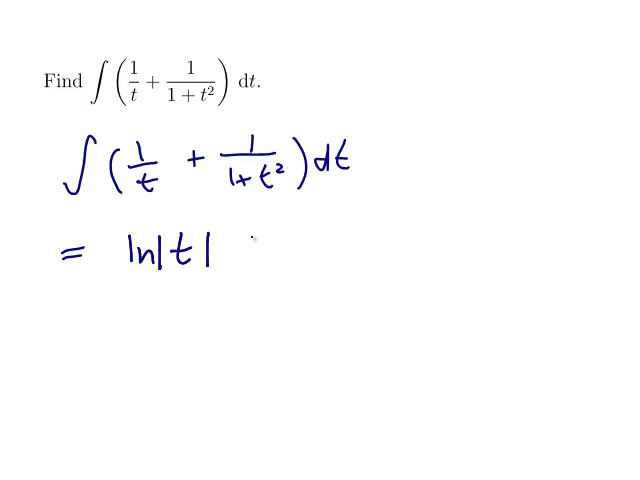 Find ∫ (1/t + 1/(1 + t²)) dt.
∫ (1/t + 1/(1+t²)) dt
= ln|t|